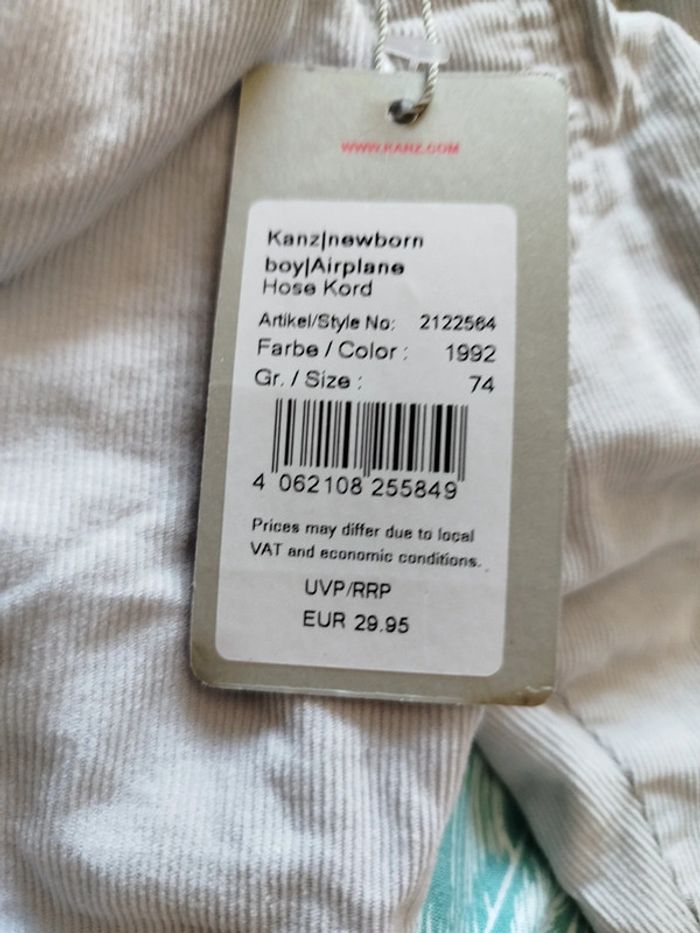 WWW.KANZ.COM
Kanz|newborn
boy|Airplane
Hose Kord
Artikel/Style No: 2122564
Farbe / Color : 1992
Gr. / Size : 74
4 062108 255849
Prices may differ due to local
VAT and economic conditions.
UVP/RRP
EUR 29.95